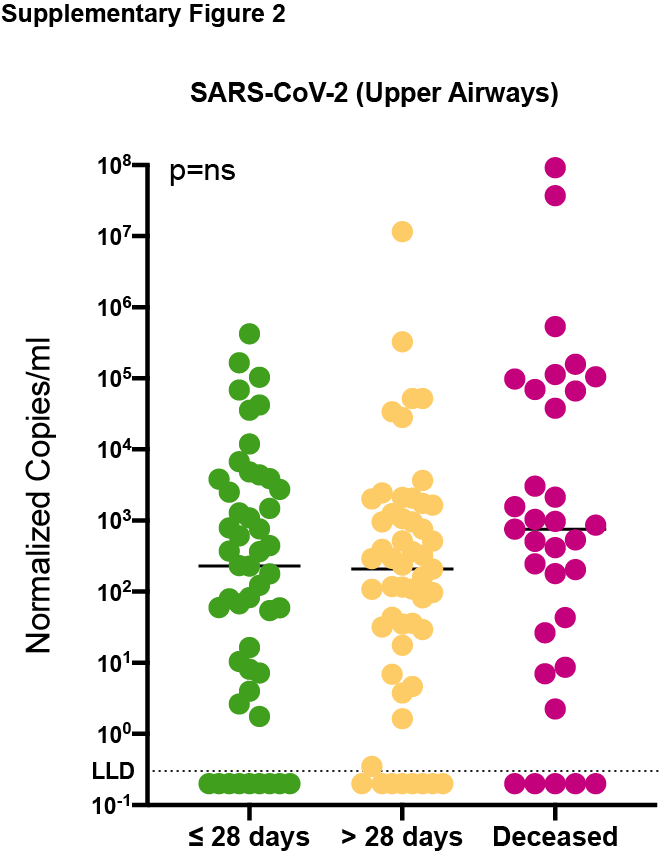 Supplementary Figure 2
SARS-CoV-2 (Upper Airways)
p=ns
Normalized Copies/ml
10⁸
10⁷
10⁶
10⁵
10⁴
10³
10²
10¹
10⁰
LLD
10⁻¹
≤ 28 days
> 28 days
Deceased